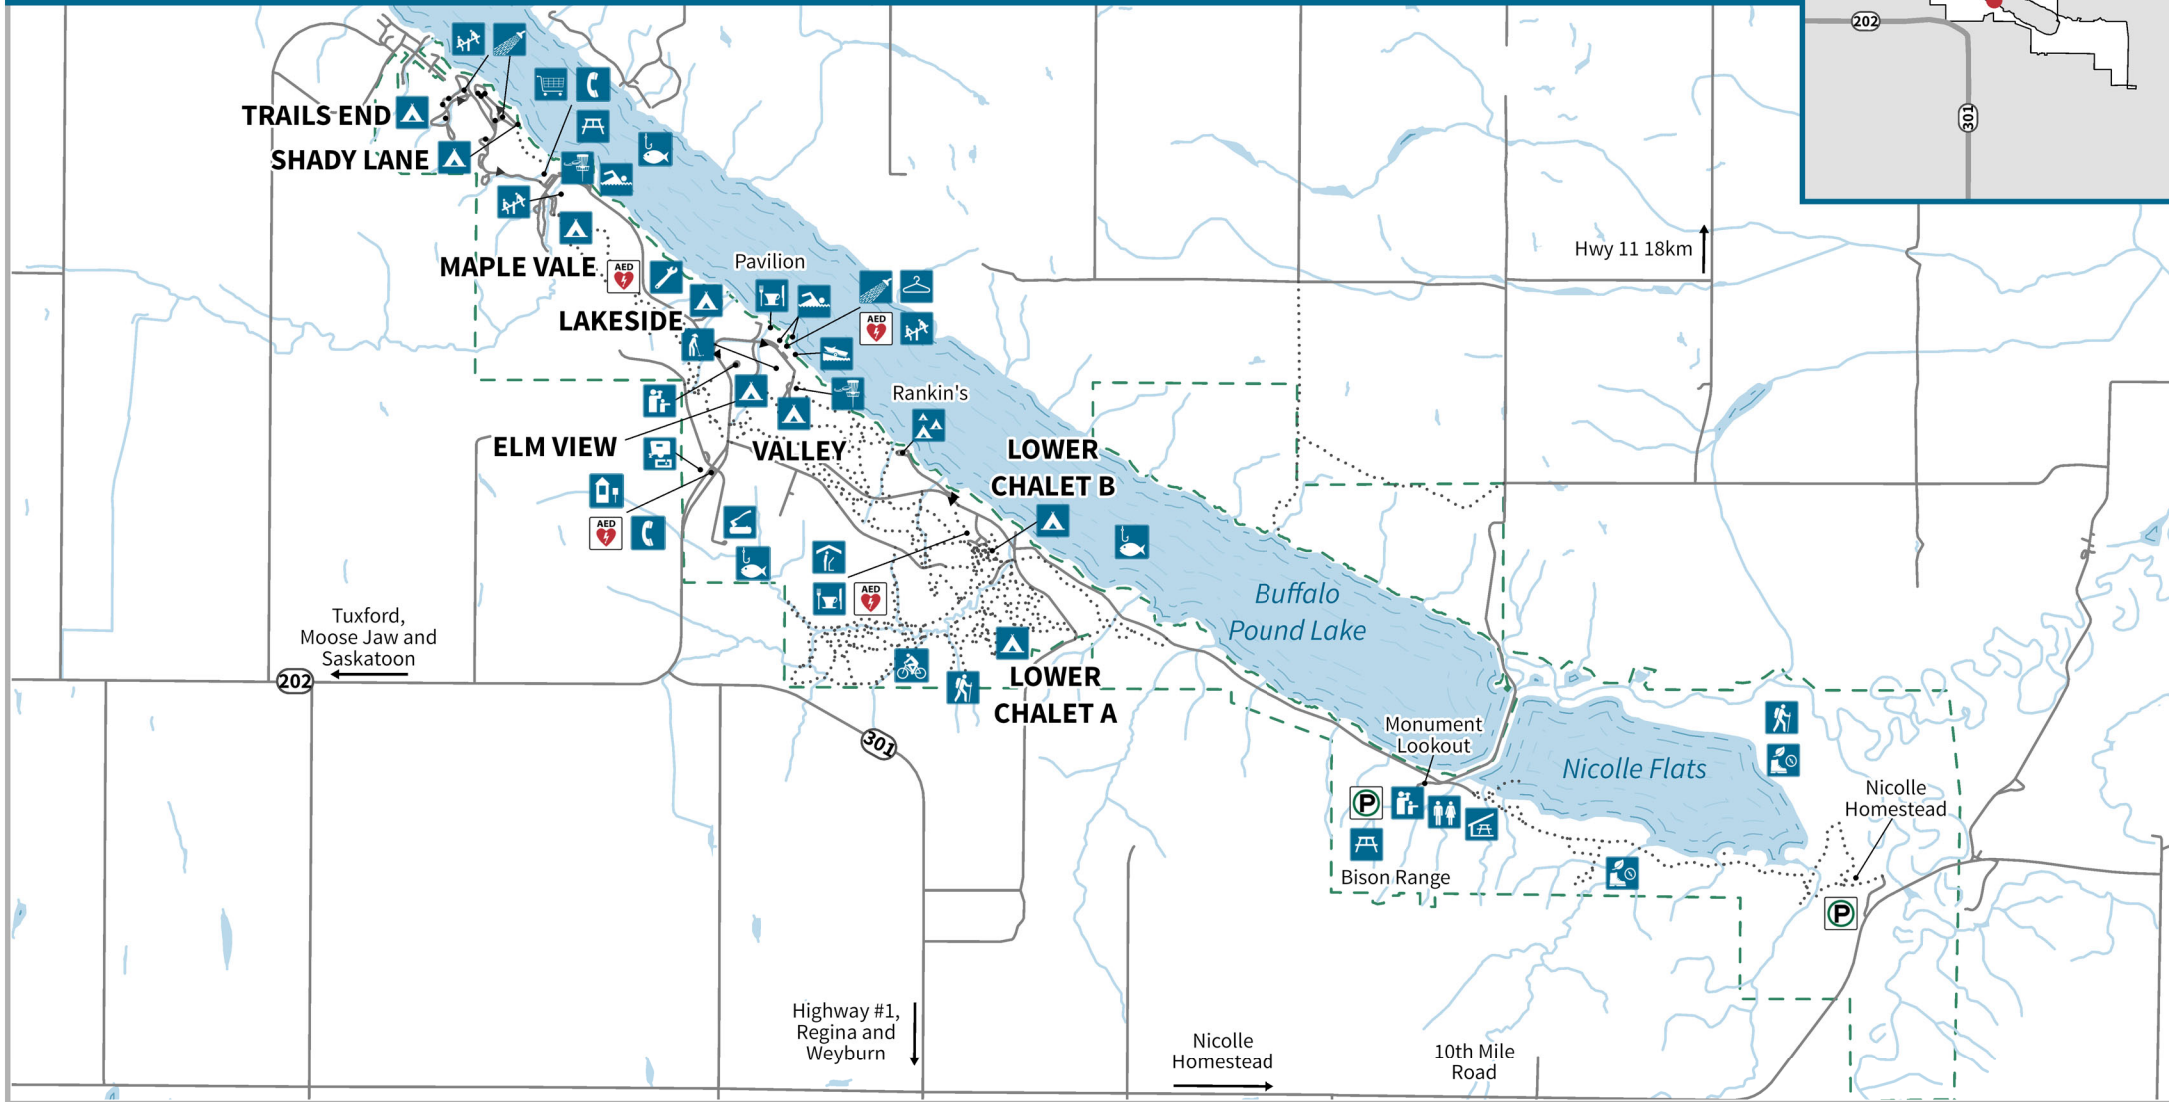 202
301
TRAILS END
SHADY LANE
MAPLE VALE
AED
LAKESIDE
Pavilion
AED
Hwy 11 18km
Rankin's
ELM VIEW
VALLEY
LOWER
CHALET B
AED
AED
Buffalo
Pound Lake
Tuxford,
Moose Jaw and
Saskatoon
202
LOWER
CHALET A
301
Monument
Lookout
Nicolle Flats
P
Nicolle
Homestead
Bison Range
P
Highway #1,
Regina and
Weyburn
Nicolle
Homestead
10th Mile
Road